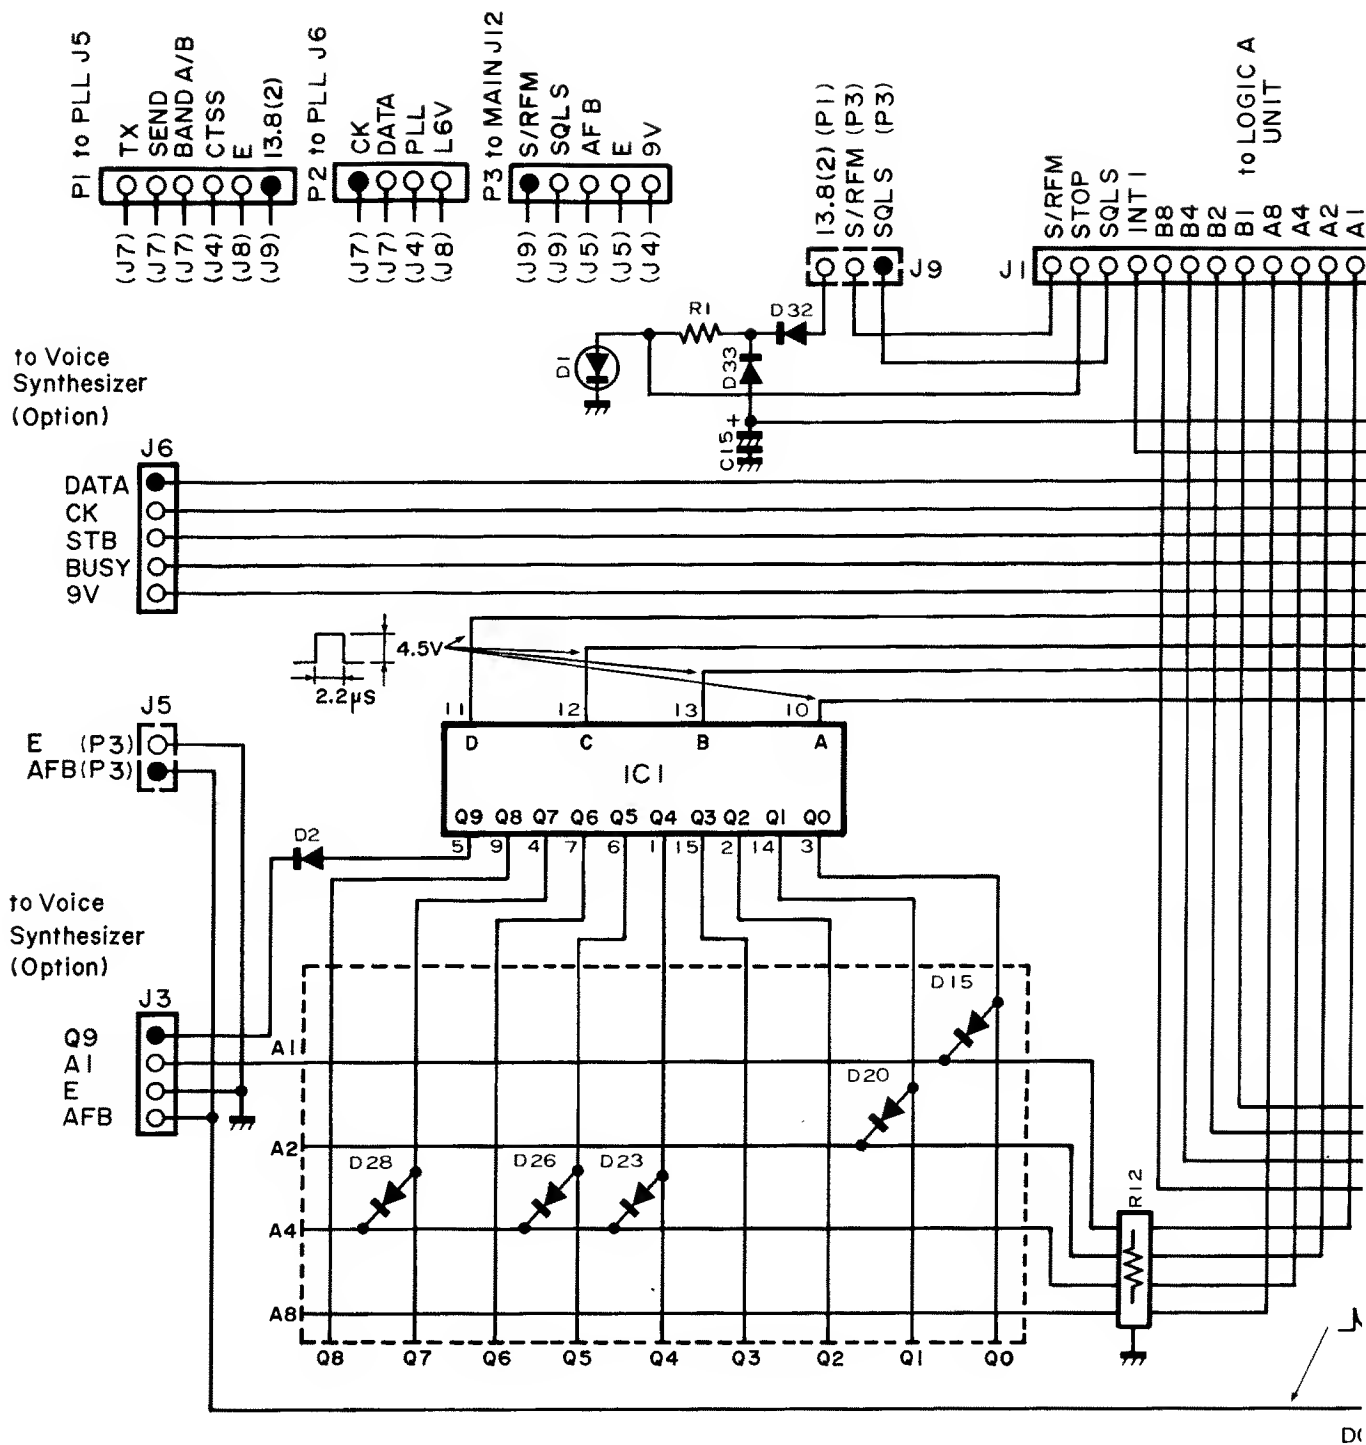 P1 to PLL J5
TX
SEND
BAND A/B
CTSS
E
13.8(2)
(J7)
(J7)
(J7)
(J4)
(J8)
(J9)
P2 to PLL J6
CK
DATA
PLL
L6V
(J7)
(J7)
(J4)
(J8)
P3 to MAIN J12
S/RFM
SQLS
AFB
E
9V
(J9)
(J9)
(J5)
(J5)
(J4)
13.8(2) (P1)
S/RFM (P3)
SQLS (P3)
J9
to LOGIC A
UNIT
J1
S/RFM
STOP
SQLS
INT1
B8
B4
B2
B1
A8
A4
A2
A1
R1
D32
D1
D33
C15
+
to Voice
Synthesizer
(Option)
J6
DATA
CK
STB
BUSY
9V
4.5V
2.2μS
J5
E (P3)
AFB(P3)
11 12 13 10
D C B A
IC1
Q9 Q8 Q7 Q6 Q5 Q4 Q3 Q2 Q1 Q0
5 9 4 7 6 1 15 2 14 3
D2
to Voice
Synthesizer
(Option)
J3
Q9
A1
E
AFB
D15
A1
D20
A2
D28 D26 D23
A4
R12
A8
Q8 Q7 Q6 Q5 Q4 Q3 Q2 Q1 Q0